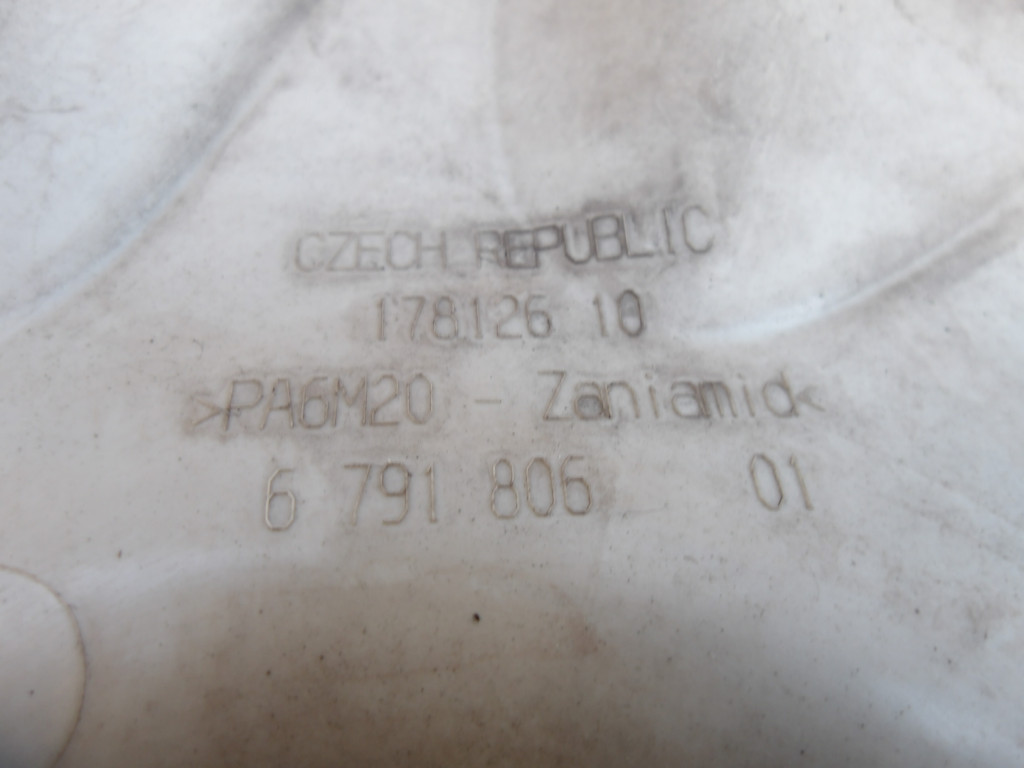 CZECH REPUBLIC
178126 10
>PA6M20 - Zaniamid<
6 791 806 01